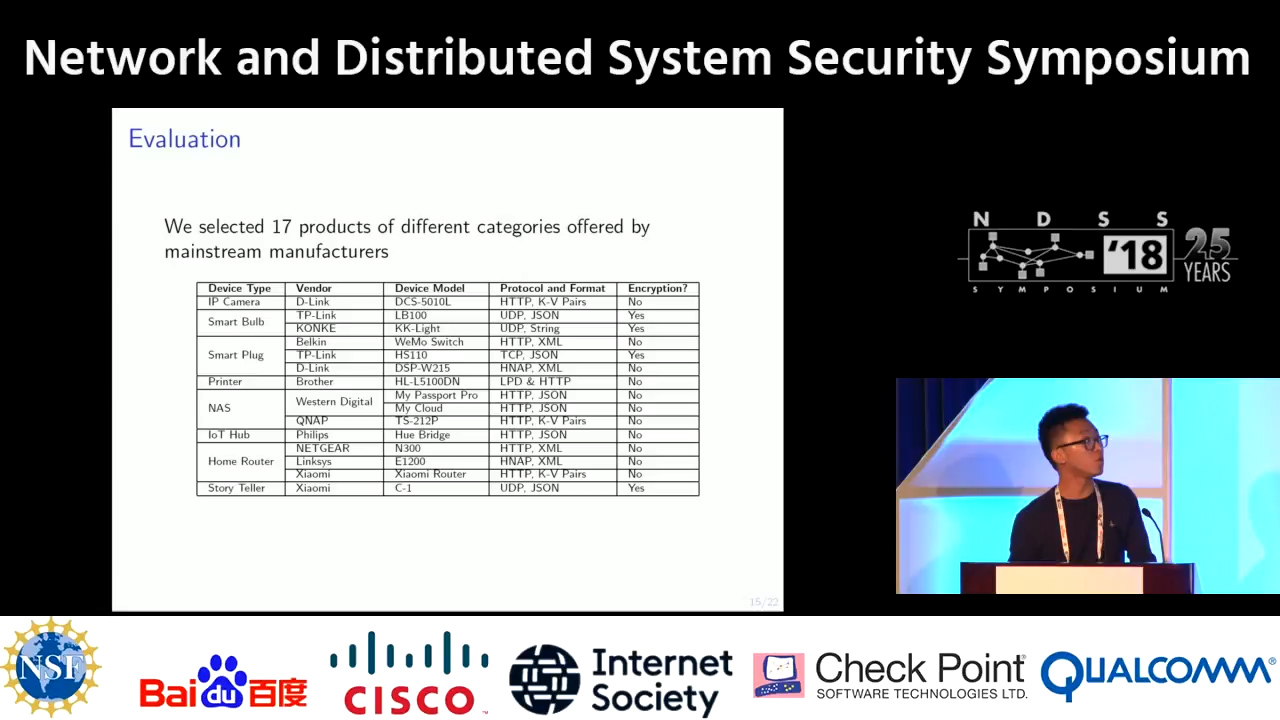 Network and Distributed System Security Symposium
Evaluation
We selected 17 products of different categories offered by
mainstream manufacturers
Device Type Vendor Device Model Protocol and Format Encryption?
IP Camera D-Link DCS-5010L HTTP, K-V Pairs No
Smart Bulb TP-Link LB100 UDP, JSON Yes
KONKE KK-Light UDP, String Yes
Smart Plug Belkin WeMo Switch HTTP, XML No
TP-Link HS110 TCP, JSON Yes
D-Link DSP-W215 HNAP, XML No
Printer Brother HL-L5100DN LPD & HTTP No
NAS Western Digital My Passport Pro HTTP, JSON No
My Cloud HTTP, JSON No
QNAP TS-212P HTTP, K-V Pairs No
IoT Hub Philips Hue Bridge HTTP, JSON No
Home Router NETGEAR N300 HTTP, XML No
Linksys E1200 HNAP, XML No
Xiaomi Xiaomi Router HTTP, K-V Pairs No
Story Teller Xiaomi C-1 UDP, JSON Yes
15/22
N D S S
'18
25
YEARS
S Y M P O S I U M
NSF
Bai du 百度
CISCO
Internet
Society
Check Point
SOFTWARE TECHNOLOGIES LTD.
QUALCOMM